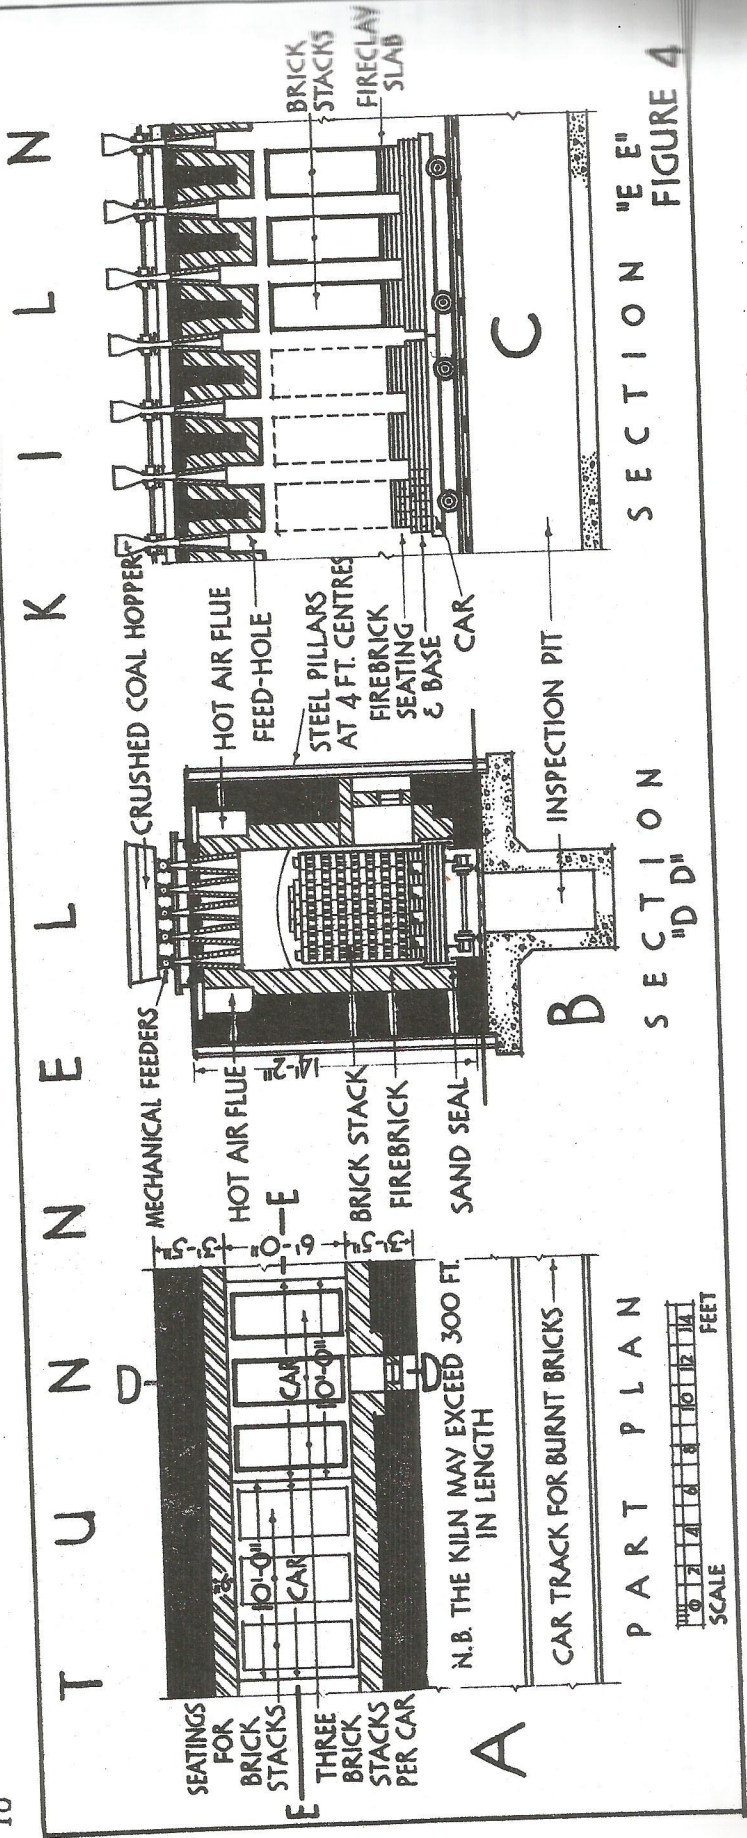 10
TUNNEL KILN
SEATINGS
FOR
BRICK
STACKS
E
THREE
BRICK
STACKS
PER CAR
A
D
10'-0"
CAR
9"
CAR
10'-0"
D
E
3'-5"
6'-0"
3'-5"
N.B. THE KILN MAY EXCEED 300 FT.
IN LENGTH
CAR TRACK FOR BURNT BRICKS
PART PLAN
0 2 4 6 8 10 12 14
SCALE
FEET
MECHANICAL FEEDERS
CRUSHED COAL HOPPER
HOT AIR FLUE
HOT AIR FLUE
FEED-HOLE
14'-2"
STEEL PILLARS
AT 4 FT. CENTRES
BRICK STACK
FIREBRICK
FIREBRICK
SEATING
& BASE
SAND SEAL
CAR
B
INSPECTION PIT
SECTION
"D D"
BRICK
STACKS
FIRECLAY
SLAB
C
SECTION "E E"
FIGURE 4